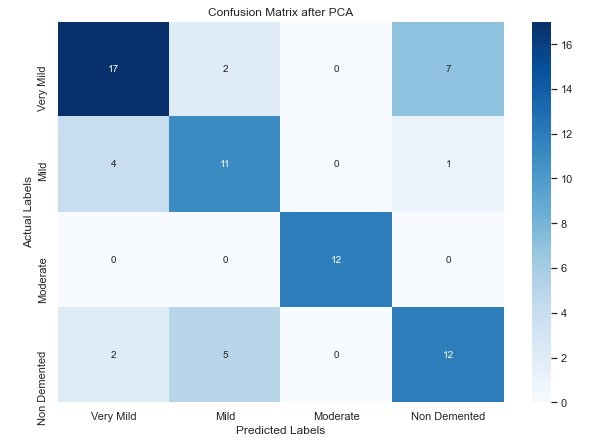 Confusion Matrix after PCA
Actual Labels
Very Mild
17
2
0
7
Mild
4
11
0
1
Moderate
0
0
12
0
Non Demented
2
5
0
12
Very Mild
Mild
Moderate
Non Demented
Predicted Labels
16
14
12
10
8
6
4
2
0